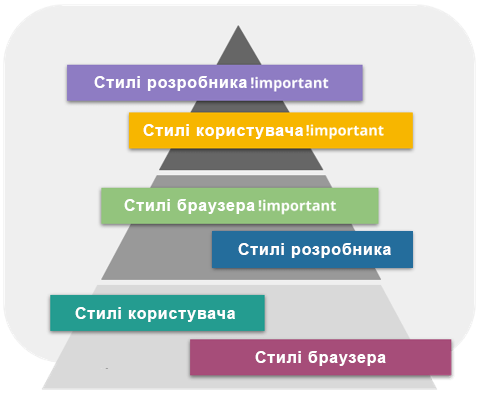 Стилі розробника!important
Стилі користувача!important
Стилі браузера!important
Стилі розробника
Стилі користувача
Стилі браузера